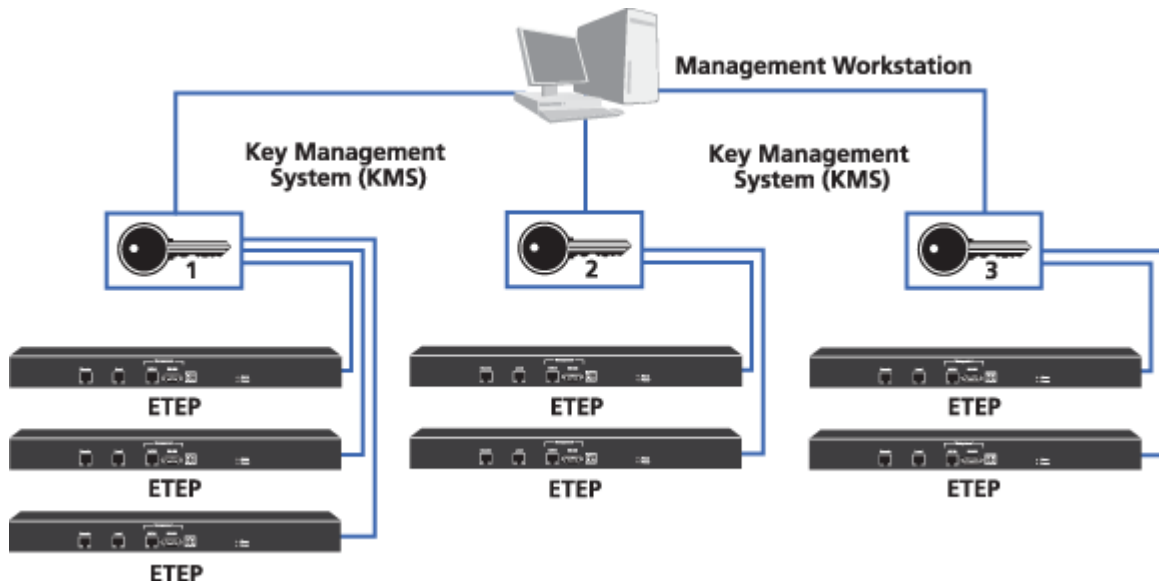 Management Workstation
Key Management
System (KMS)
Key Management
System (KMS)
1
2
3
ETEP
ETEP
ETEP
ETEP
ETEP
ETEP
ETEP